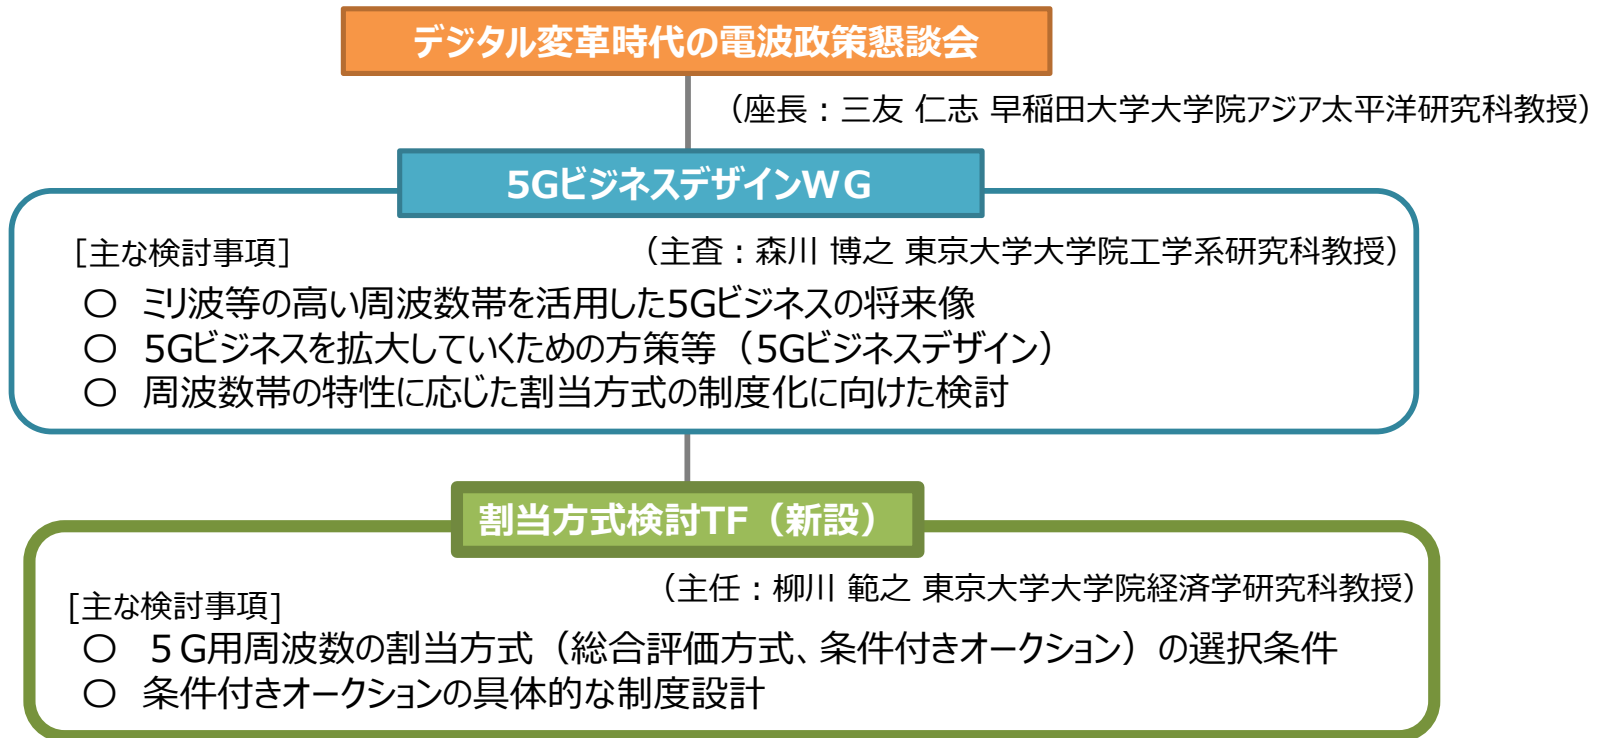 デジタル変革時代の電波政策懇談会
（座長：三友 仁志 早稲田大学大学院アジア太平洋研究科教授）
5GビジネスデザインWG
［主な検討事項］
（主査：森川 博之 東京大学大学院工学系研究科教授）
○ ミリ波等の高い周波数帯を活用した5Gビジネスの将来像
○ 5Gビジネスを拡大していくための方策等（5Gビジネスデザイン）
○ 周波数帯の特性に応じた割当方式の制度化に向けた検討
割当方式検討TF（新設）
（主任：柳川 範之 東京大学大学院経済学研究科教授）
[主な検討事項]
○ ５G用周波数の割当方式（総合評価方式、条件付きオークション）の選択条件
○ 条件付きオークションの具体的な制度設計